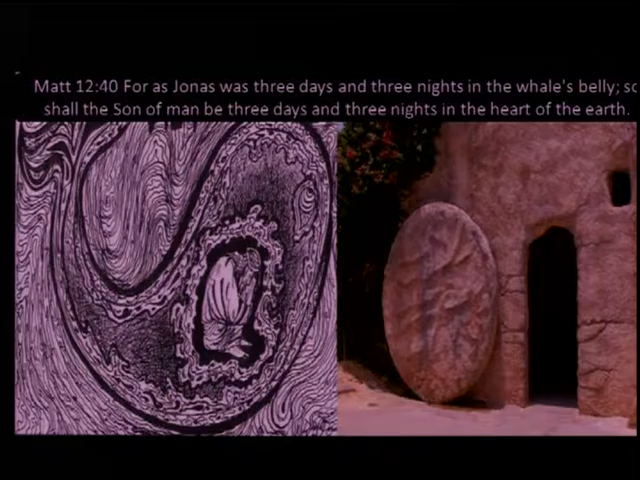 Matt 12:40 For as Jonas was three days and three nights in the whale's belly; so
shall the Son of man be three days and three nights in the heart of the earth.